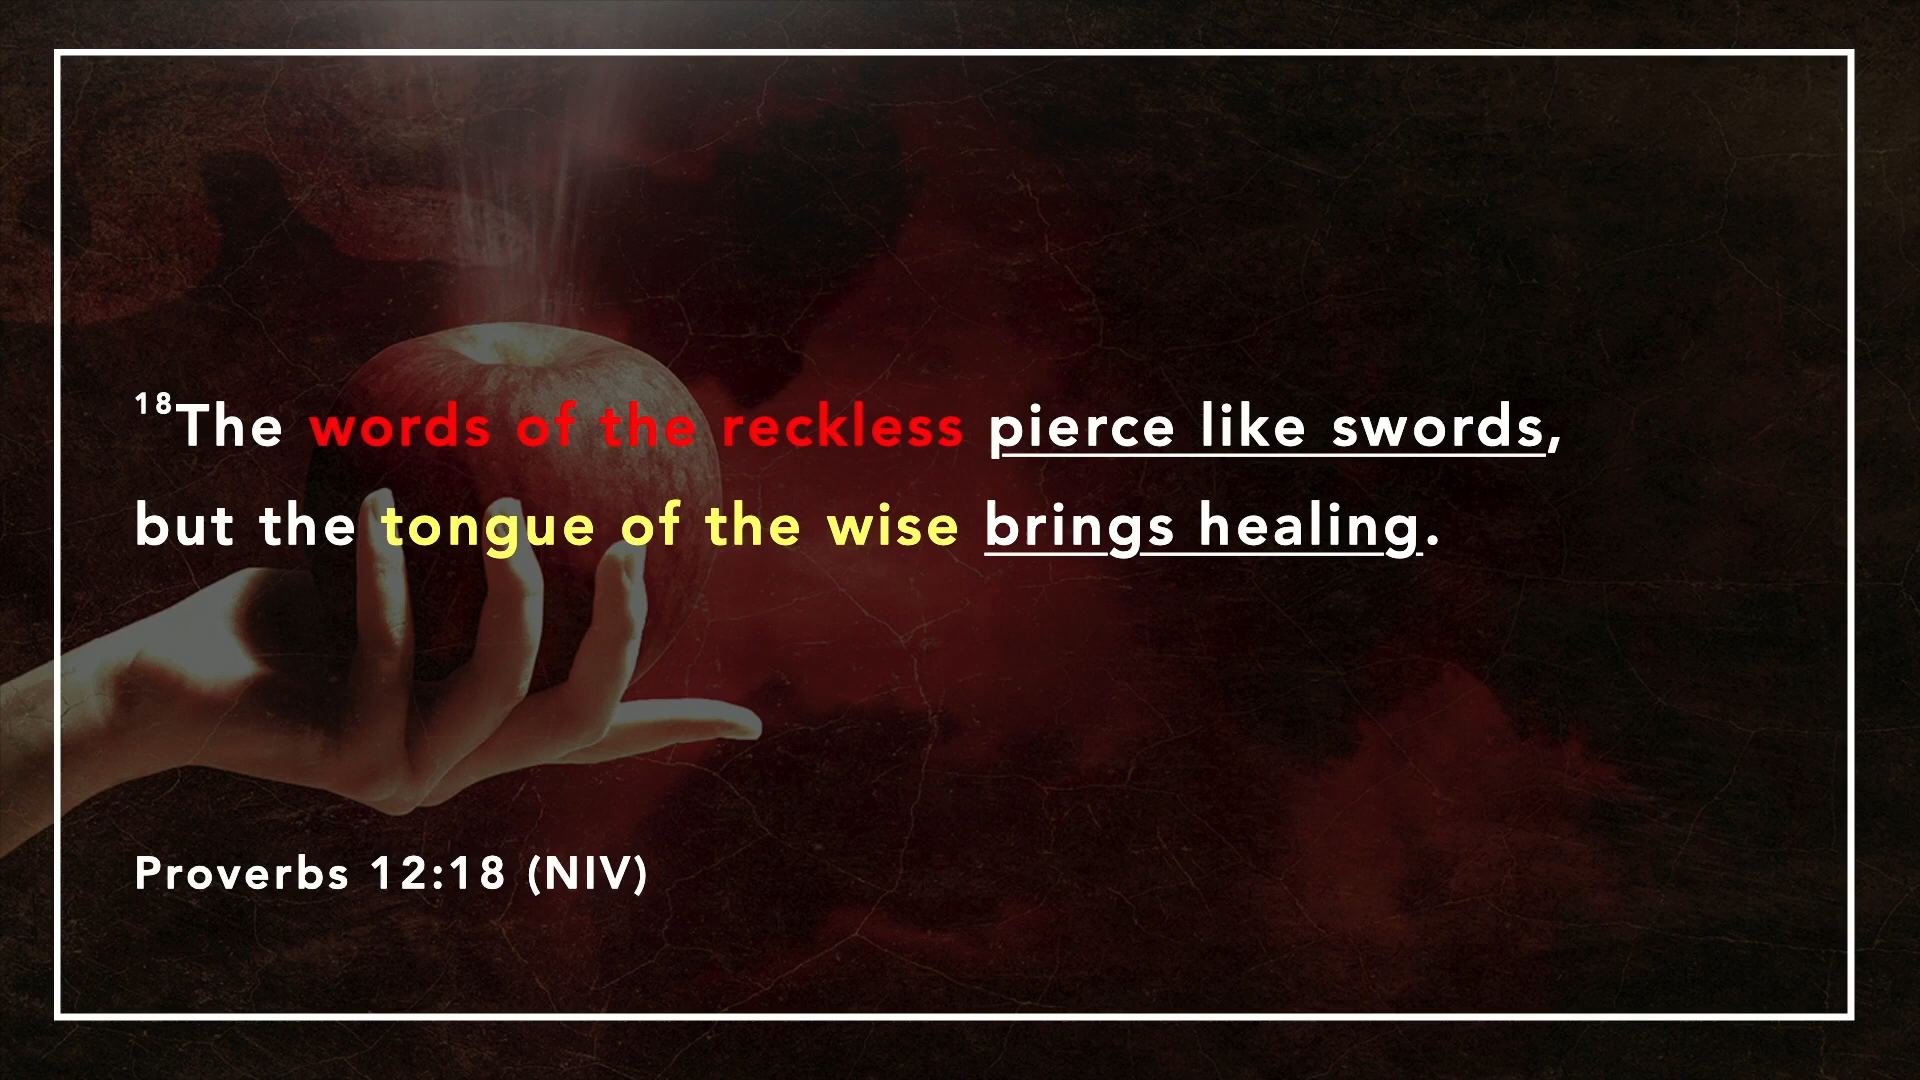 18The words of the reckless pierce like swords,
but the tongue of the wise brings healing.
Proverbs 12:18 (NIV)